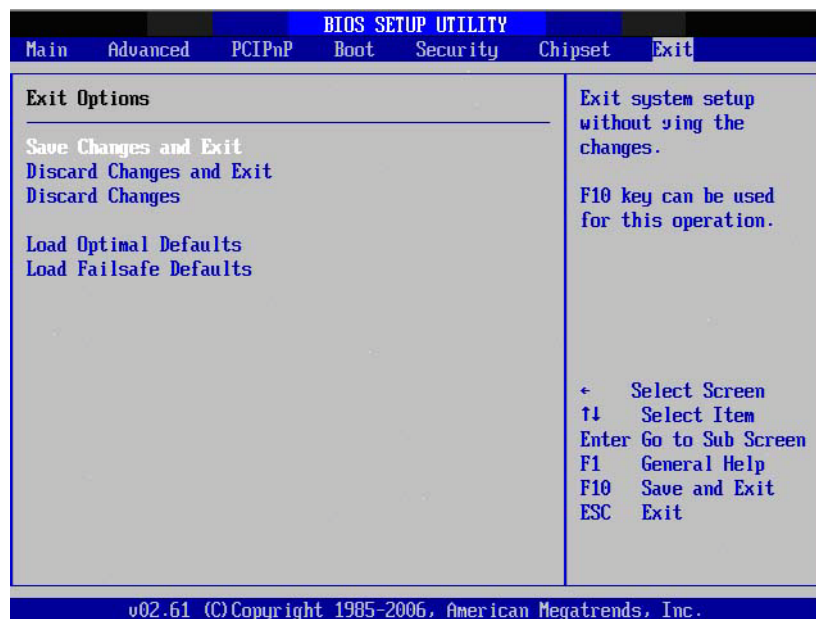 BIOS SETUP UTILITY
Main Advanced PCIPnP Boot Security Chipset Exit
Exit Options
Save Changes and Exit
Discard Changes and Exit
Discard Changes
Load Optimal Defaults
Load Failsafe Defaults
Exit system setup
without ying the
changes.
F10 key can be used
for this operation.
← Select Screen
↑↓ Select Item
Enter Go to Sub Screen
F1 General Help
F10 Save and Exit
ESC Exit
v02.61 (C)Copyright 1985-2006, American Megatrends, Inc.